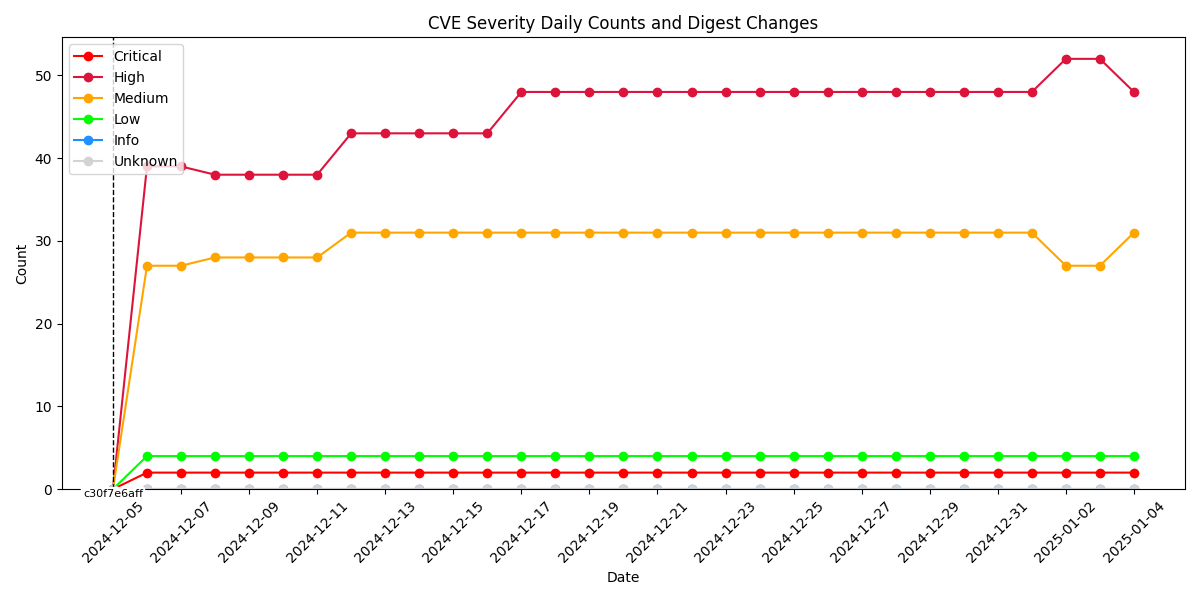 CVE Severity Daily Counts and Digest Changes
Critical
High
Medium
Low
Info
Unknown
Count
50
40
30
20
10
0
c30f7e6aff
2024-12-05
2024-12-07
2024-12-09
2024-12-11
2024-12-13
2024-12-15
2024-12-17
2024-12-19
2024-12-21
2024-12-23
2024-12-25
2024-12-27
2024-12-29
2024-12-31
2025-01-02
2025-01-04
Date